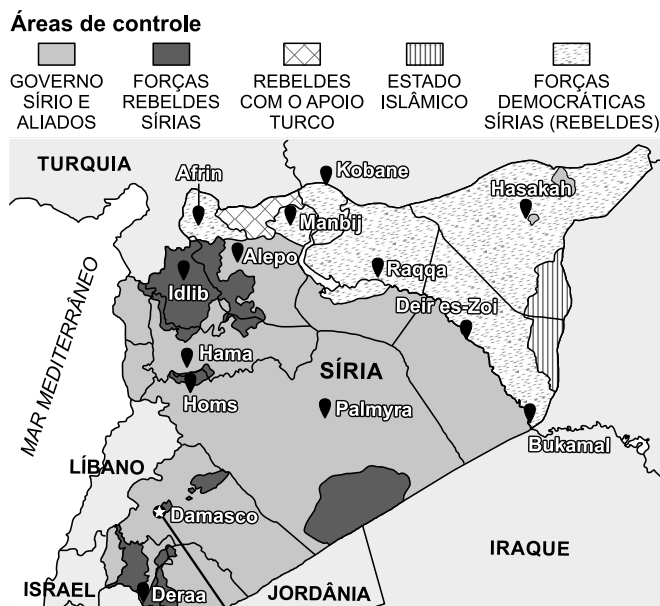 Áreas de controle
GOVERNO
SÍRIO E
ALIADOS
FORÇAS
REBELDES
SÍRIAS
REBELDES
COM O APOIO
TURCO
ESTADO
ISLÂMICO
FORÇAS
DEMOCRÁTICAS
SÍRIAS (REBELDES)
TURQUIA
Afrin
Kobane
Hasakah
Manbij
Alepo
Raqqa
Idlib
Deir es-Zoi
MAR MEDITERRÂNEO
Hama
SÍRIA
Homs
Palmyra
Bukamal
LÍBANO
Damasco
IRAQUE
ISRAEL
Deraa
JORDÂNIA